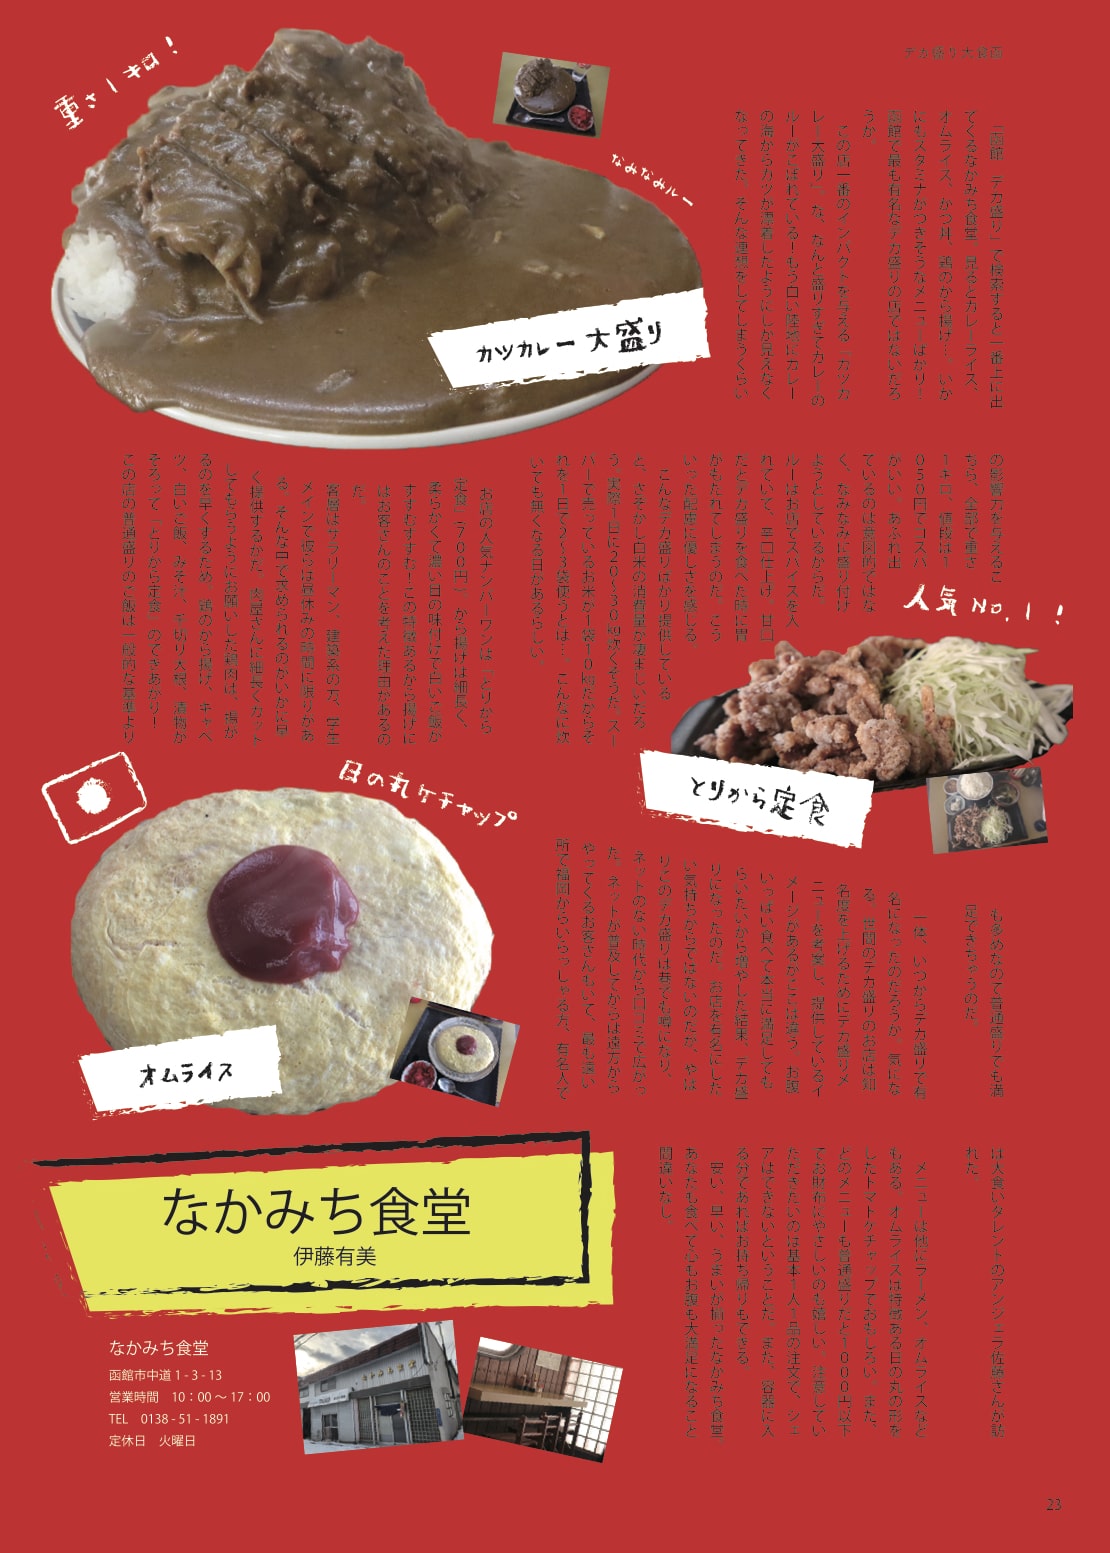 デカ盛り大食函
重さ1キロ！
なみなみルー
カツカレー大盛り
「函館　デカ盛り」で検索すると一番上に出
てくるなかみち食堂。見るとカレーライス、
オムライス、かつ丼、鶏のから揚げ…。いか
にもスタミナがつきそうなメニューばかり！
函館で最も有名なデカ盛りの店ではないだろ
うか。
この店一番のインパクトを与える「カツカ
レー大盛り」。な、なんと盛りすぎてカレーの
ルーがこぼれている！もう白い陸地にカレー
の海からカツが漂着したようにしか見えなく
なってきた。そんな連想をしてしまうくらい
の影響力を与えるこ
ちら、全部で重さ
1キロ、値段は1
050円でコスパ
がいい。あふれ出
ているのは意図的ではな
く、なみなみに盛り付け
ようとしているからだ。
ルーはお店でスパイスを入
れていて、辛口仕上げ。甘口
だとデカ盛りを食べた時に胃
がもたれてしまうのだ。こう
いった配慮に優しさを感じる。
こんなデカ盛りばかり提供している
と、さぞかし白米の消費量が凄まじいだろ
う。実際1日に20〜30kg炊くそうだ。スー
パーで売っているお米が1袋10kgだからそ
れを1日で2〜3袋使うとは…。こんなに炊
いても無くなる日があるらしい。
お店の人気ナンバーワンは「とりから
定食」（700円）。から揚げは細長く、
柔らかくて濃い目の味付けで白いご飯が
すすむすすむ！この特徴あるから揚げに
はお客さんのことを考えた理由があるの
だ。
客層はサラリーマン、建築系の方、学生
メインで彼らは昼休みの時間に限りがあ
る。そんな中で求められるのがいかに早
く提供するかだ。肉屋さんに細長くカット
してもらうようにお願いした鶏肉は、揚が
るのを早くするため。鶏のから揚げ、キャベ
ツ、白いご飯、みそ汁、千切り大根、漬物が
そろって「とりから定食」のできあがり！
この店の普通盛りのご飯は一般的な基準より
人気No.1！
とりから定食
日の丸ケチャップ
オムライス
も多めなので普通盛りでも満
足できちゃうのだ。
一体、いつからデカ盛りで有
名になったのだろうか。気にな
る。世間のデカ盛りのお店は知
名度を上げるためにデカ盛りメ
ニューを考案し、提供しているイ
メージがあるがここは違う。お腹
いっぱい食べて本当に満足しても
らいたいから増やした結果、デカ盛
りになったのだ。お店を有名にした
い気持ちからではないのだが、やは
りこのデカ盛りは巷でも噂になり、
ネットのない時代から口コミで広がっ
た。ネットが普及してからは遠方から
やってくるお客さんもいて、最も遠い
所で福岡からいらっしゃる方、有名人で
は大食いタレントのアンジェラ佐藤さんが訪
れた。
メニューは他にラーメン、オムライスなど
もある。オムライスは特徴ある日の丸の形を
したトマトケチャップでおもしろい。また、
どのメニューも普通盛りだと1000円以下
でお財布にやさしいのも嬉しい。注意してい
ただきたいのは基本1人1品の注文で、シェ
アはできないということだ。また、容器に入
る分であればお持ち帰りもできる。
安い、早い、うまいが揃ったなかみち食堂、
あなたも食べて心もお腹も大満足になること
間違いなし。
なかみち食堂
伊藤有美
なかみち食堂
函館市中道 1 - 3 - 13
営業時間　10：00 〜 17：00
TEL　0138 - 51 - 1891
定休日　火曜日
23